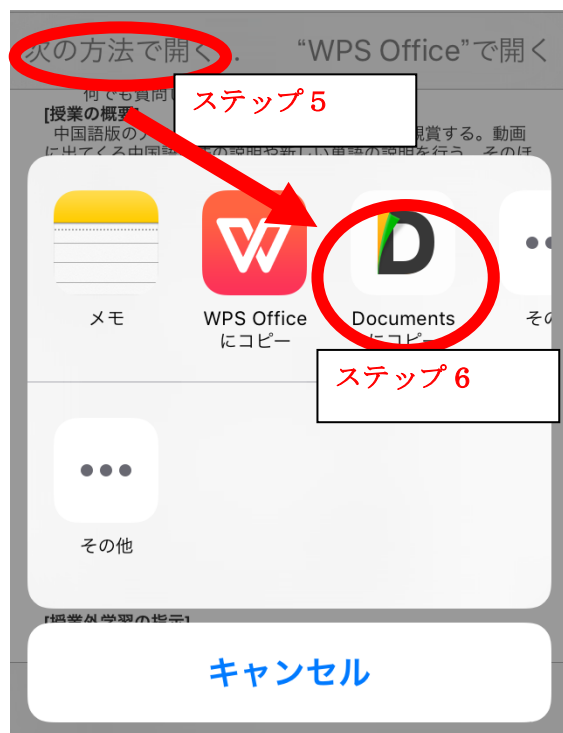 次の方法で開く... “WPS Office”で開く
何でも質問
ステップ５
[授業の概要]
中国語版の 観賞する。動画
に出てくる中国語 の説明や新しい単語の説明を行う。そのほ
メモ
WPS Office
にコピー
Documents
にコピー
その
ステップ６
その他
[授業外学習の指示]
キャンセル